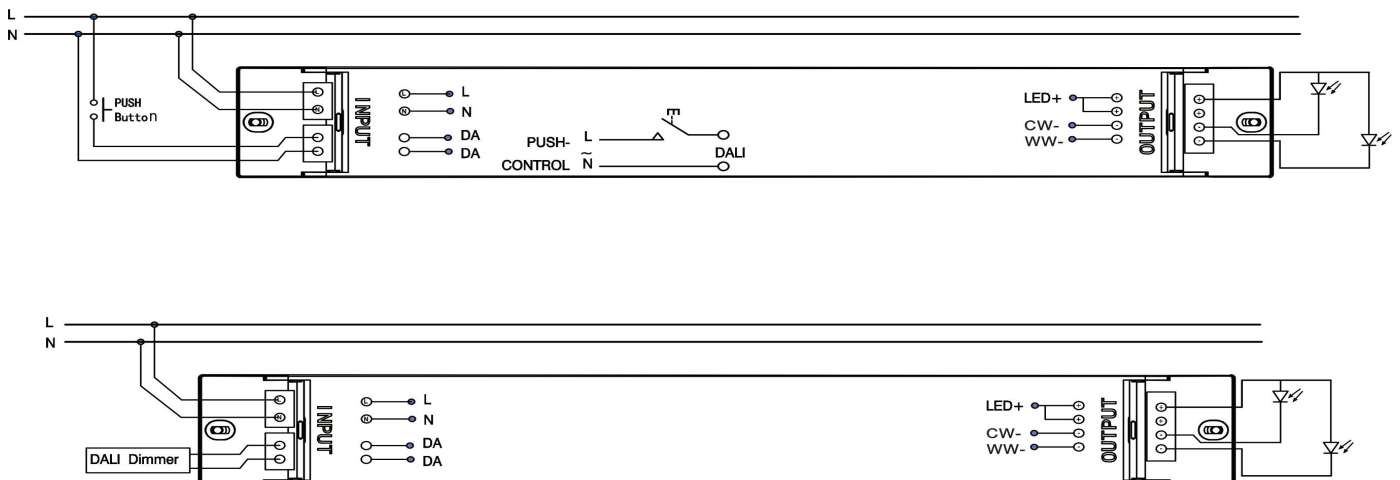 L
N
PUSH
Button
L
N
INPUT
L L
N N
DA
DA
PUSH- L
CONTROL Ñ
E
DALI
LED+ +
+
CW- -
WW- -
OUTPUT
+
+
-
-
L
N
DALI Dimmer
L
N
INPUT
L L
N N
DA
DA
LED+ +
+
CW- -
WW- -
OUTPUT
+
+
-
-